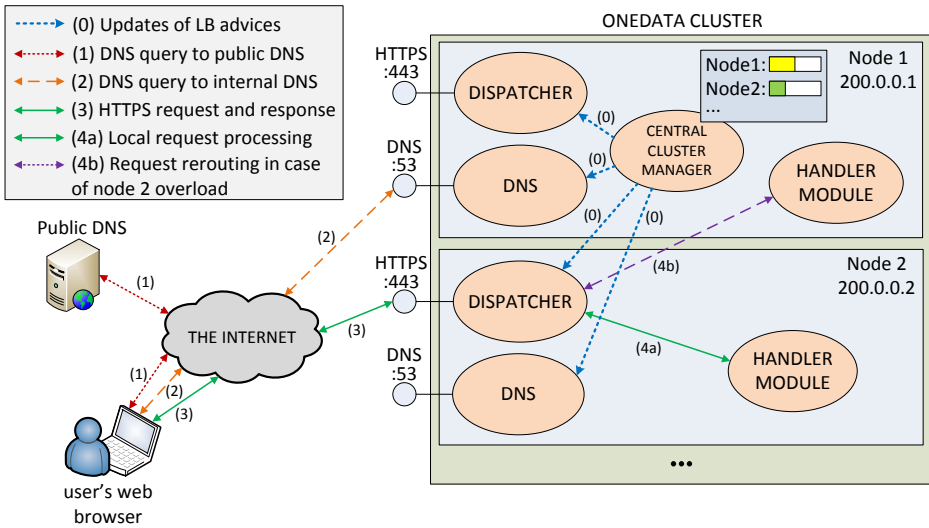 (0) Updates of LB advices
(1) DNS query to public DNS
(2) DNS query to internal DNS
(3) HTTPS request and response
(4a) Local request processing
(4b) Request rerouting in case
of node 2 overload
ONEDATA CLUSTER
HTTPS
:443
DISPATCHER
Node1:
Node2:
...
Node 1
200.0.0.1
(0)
CENTRAL
CLUSTER
MANAGER
DNS
:53
(0)
DNS
HANDLER
MODULE
(0)
(0)
Public DNS
(2)
(1)
HTTPS
:443
DISPATCHER
(4b)
Node 2
200.0.0.2
THE INTERNET
(3)
(4a)
DNS
:53
DNS
HANDLER
MODULE
(1)
(2)
(3)
user's web
browser
...